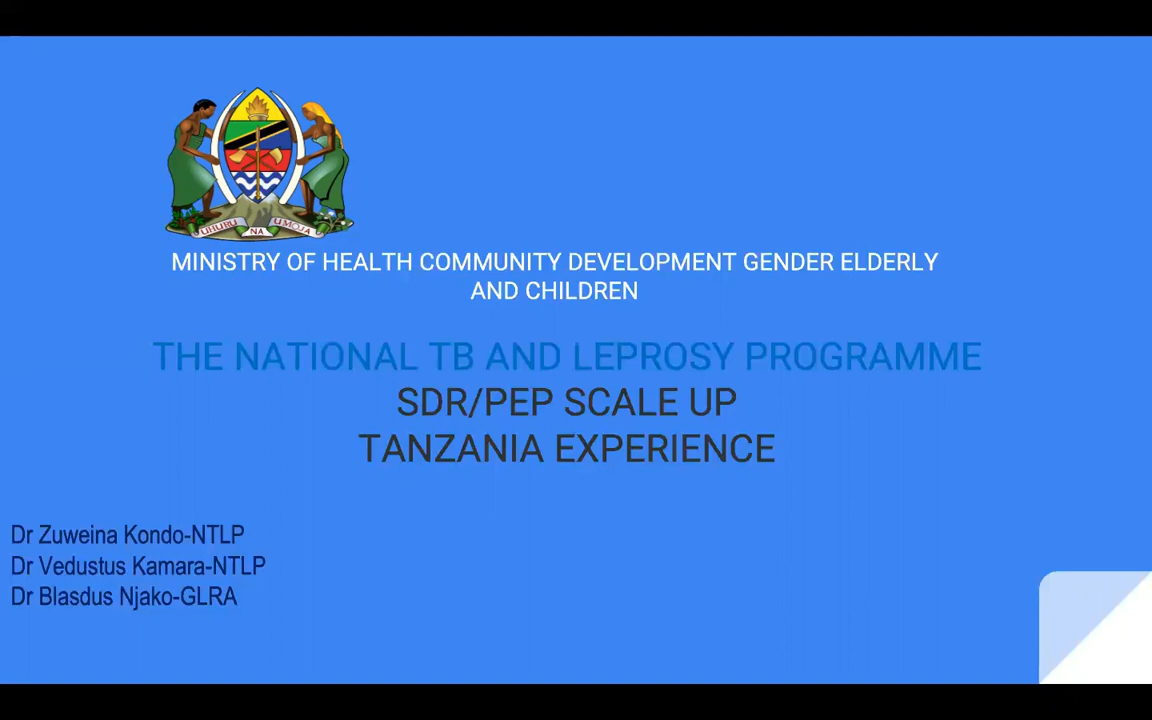 UHURU NA UMOJA
MINISTRY OF HEALTH COMMUNITY DEVELOPMENT GENDER ELDERLY
AND CHILDREN
THE NATIONAL TB AND LEPROSY PROGRAMME
SDR/PEP SCALE UP
TANZANIA EXPERIENCE
Dr Zuweina Kondo-NTLP
Dr Vedustus Kamara-NTLP
Dr Blasdus Njako-GLRA